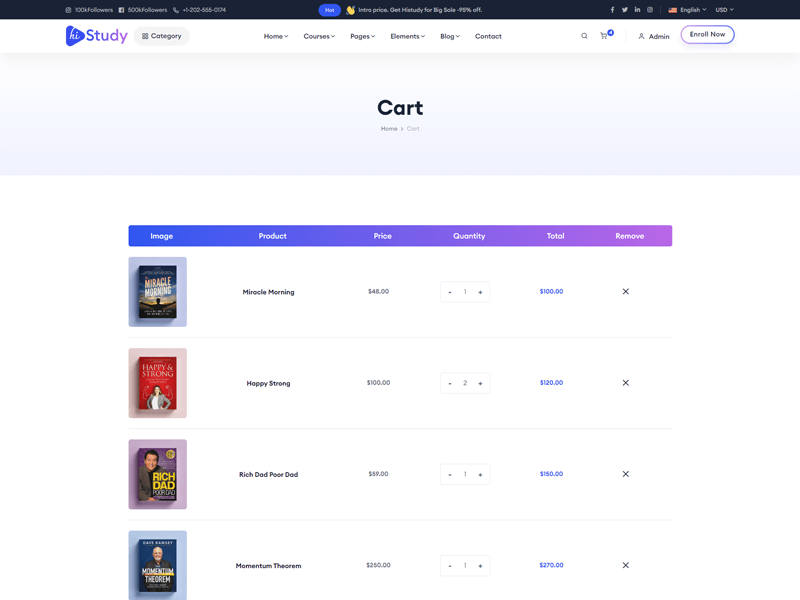 100kFollowers 500kFollowers +1-202-555-0174 Hot Intro price. Get Histudy for Big Sale -95% off. English USD
hi Study Category Home Courses Pages Elements Blog Contact 4 Admin Enroll Now
Cart
Home > Cart
Image Product Price Quantity Total Remove
MIRACLE
MORNING
Miracle Morning $48.00 - 1 + $100.00
HAPPY &
STRONG
Happy Strong $100.00 - 2 + $120.00
RICH
DAD
POOR DAD
Rich Dad Poor Dad $59.00 - 1 + $150.00
DAVE RAMSEY
MOMENTUM
THEOREM
Momentum Theorem $250.00 - 1 + $270.00